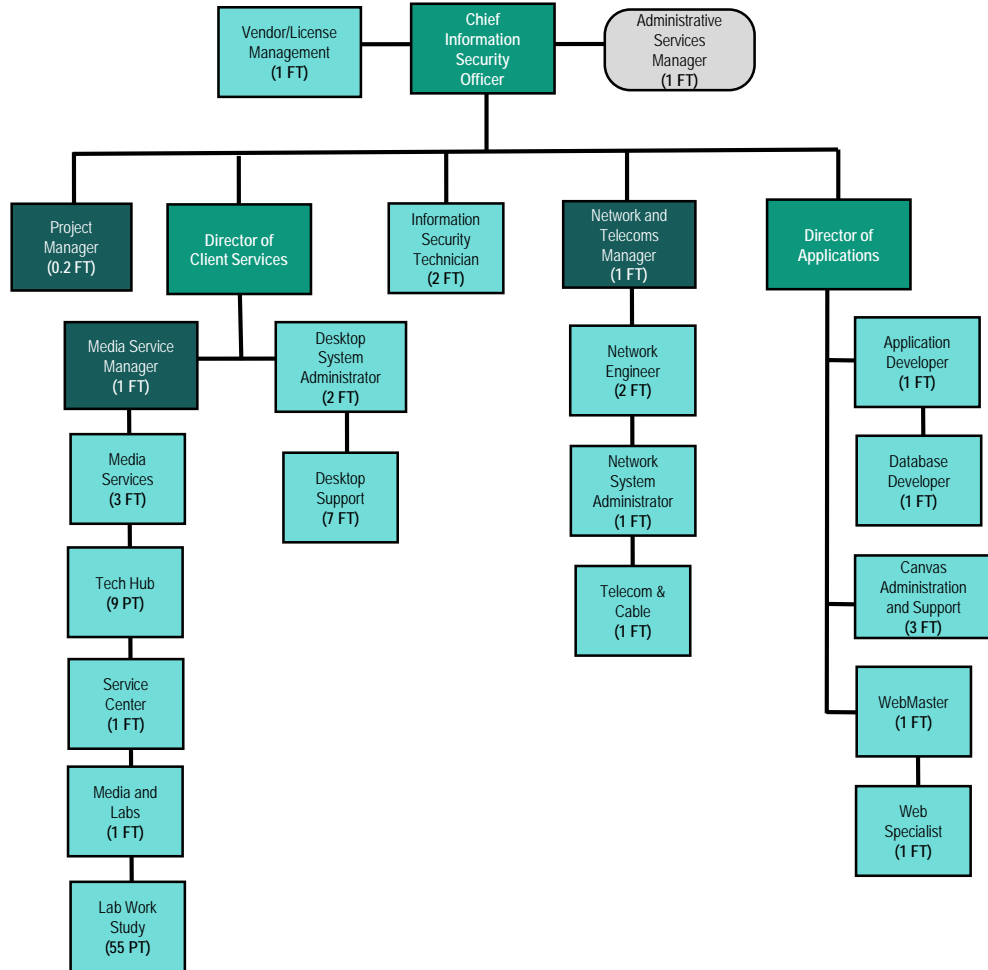 Vendor/License
Management
(1 FT)
Chief
Information
Security
Officer
Administrative
Services
Manager
(1 FT)
Project
Manager
(0.2 FT)
Director of
Client Services
Information
Security
Technician
(2 FT)
Network and
Telecoms
Manager
(1 FT)
Director of
Applications
Media Service
Manager
(1 FT)
Desktop
System
Administrator
(2 FT)
Network
Engineer
(2 FT)
Application
Developer
(1 FT)
Media
Services
(3 FT)
Desktop
Support
(7 FT)
Network
System
Administrator
(1 FT)
Database
Developer
(1 FT)
Tech Hub
(9 PT)
Telecom &
Cable
(1 FT)
Canvas
Administration
and Support
(3 FT)
Service
Center
(1 FT)
WebMaster
(1 FT)
Media and
Labs
(1 FT)
Web
Specialist
(1 FT)
Lab Work
Study
(55 PT)